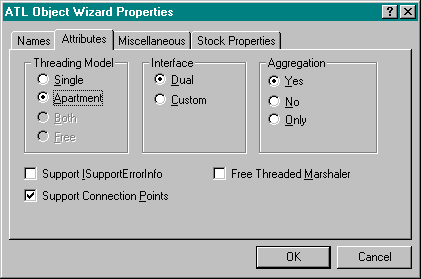 ATL Object Wizard Properties
Names Attributes Miscellaneous Stock Properties
Threading Model Interface Aggregation
Single Dual Yes
Apartment Custom No
Both Only
Free
Support ISupportErrorInfo Free Threaded Marshaler
Support Connection Points
OK Cancel